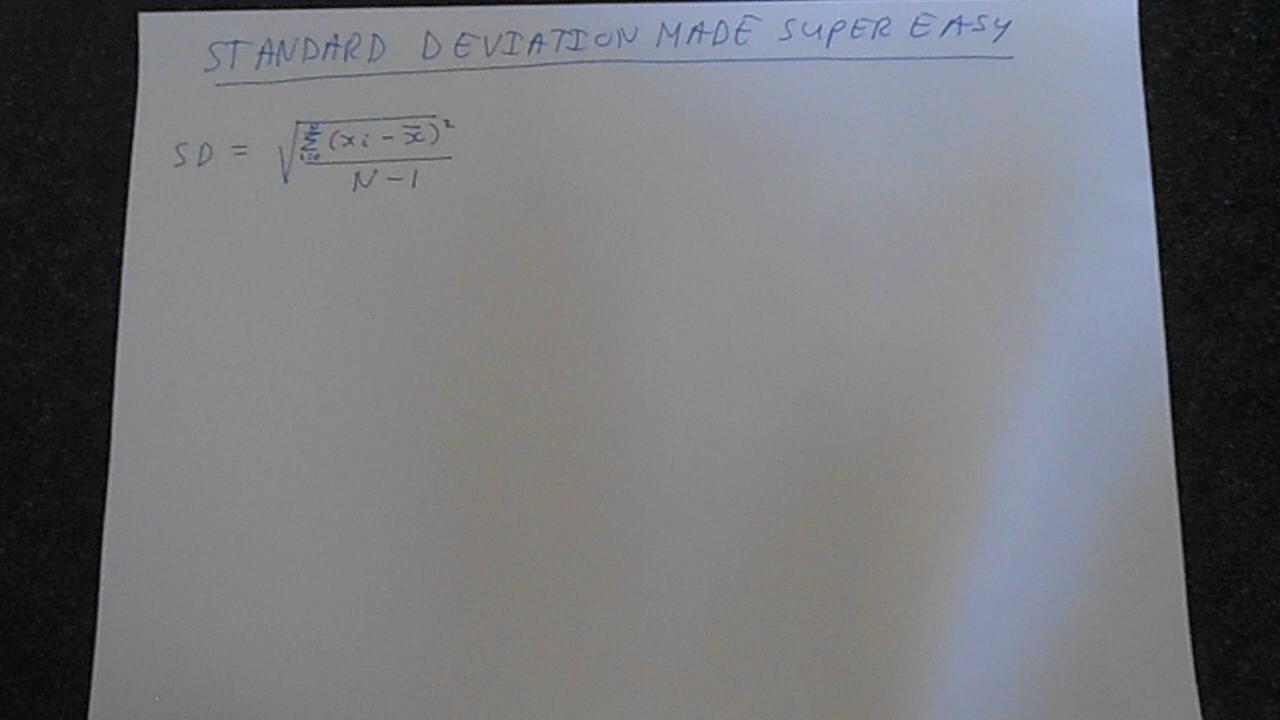 STANDARD DEVIATION MADE SUPER EASY
SD = √ Σ (xi - x̄)²
N - 1